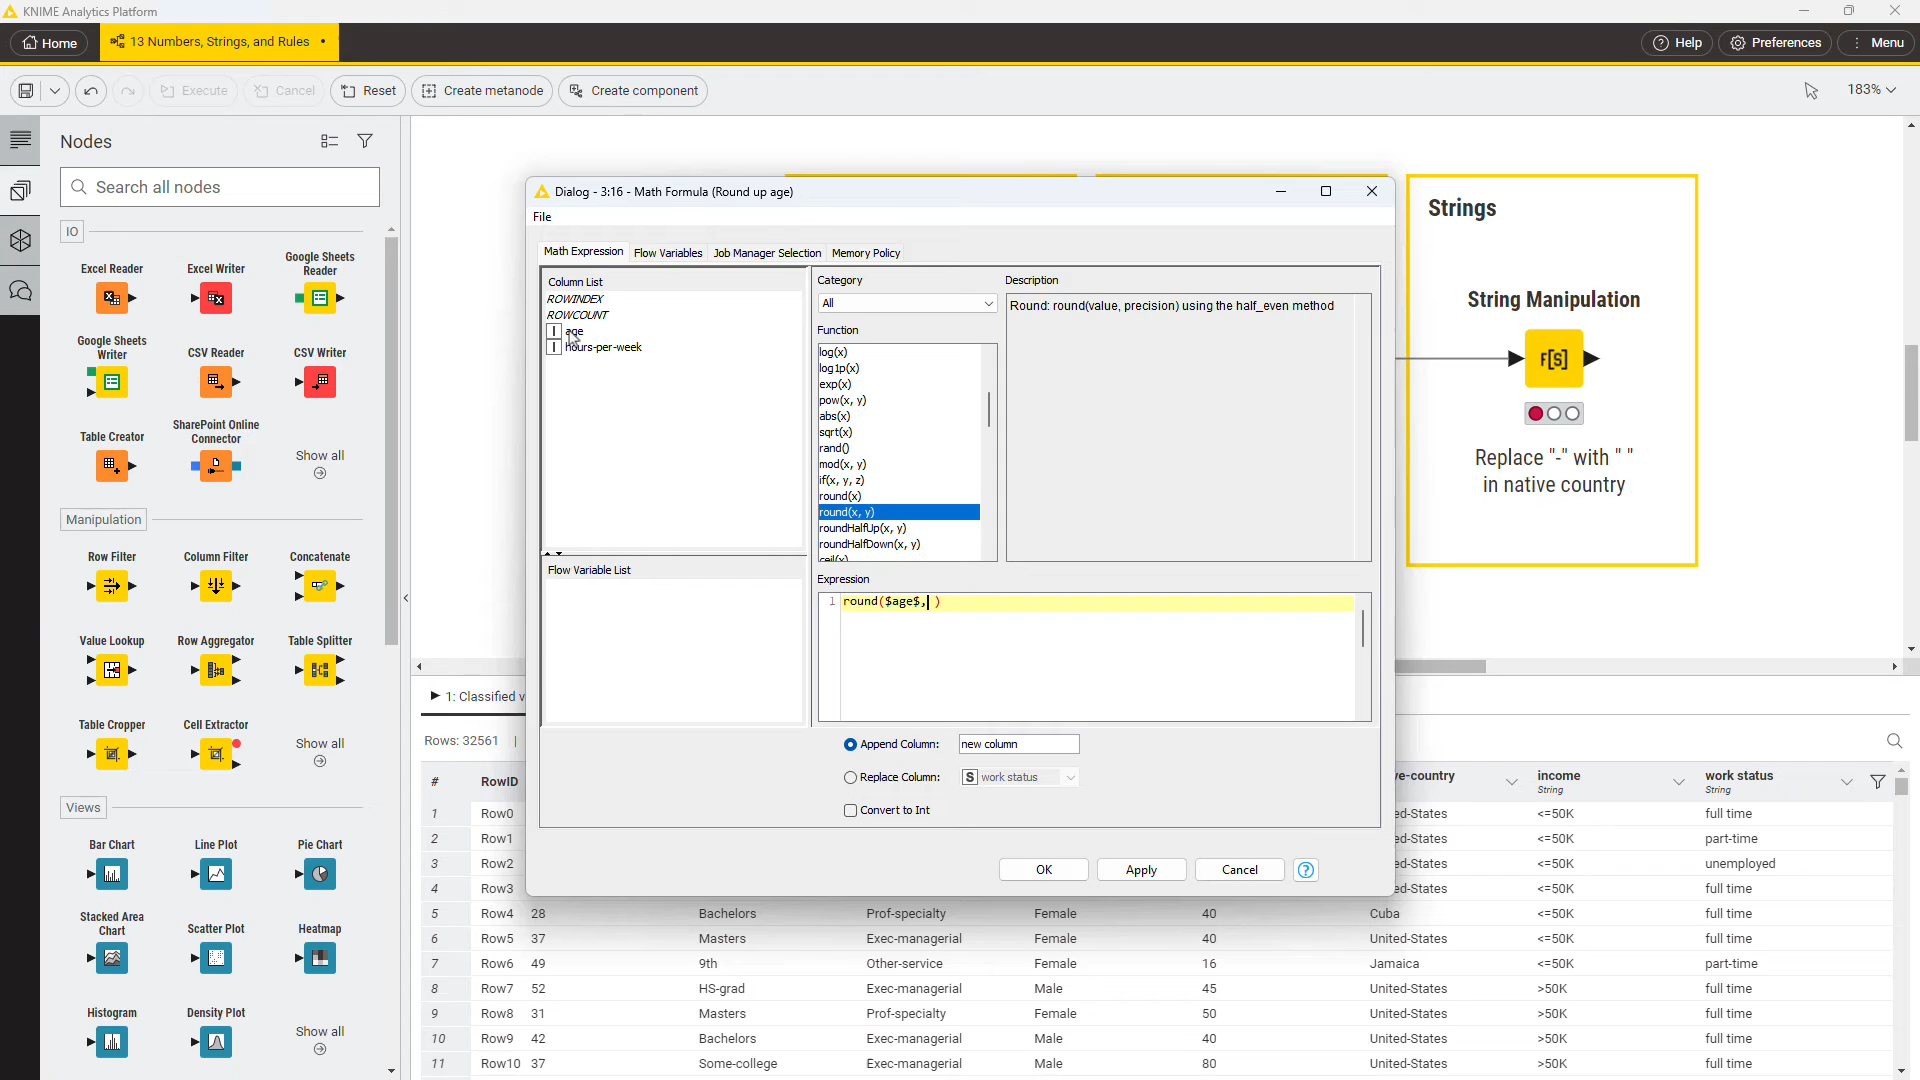 KNIME Analytics Platform
Home
13 Numbers, Strings, and Rules •
Help
Preferences
Menu
Execute
Cancel
Reset
Create metanode
Create component
183%
Nodes
Search all nodes
IO
Excel Reader
Excel Writer
Google Sheets
Reader
Google Sheets
Writer
CSV Reader
CSV Writer
Table Creator
SharePoint Online
Connector
Show all
Manipulation
Row Filter
Column Filter
Concatenate
Value Lookup
Row Aggregator
Table Splitter
Table Cropper
Cell Extractor
Show all
Views
Bar Chart
Line Plot
Pie Chart
Stacked Area
Chart
Scatter Plot
Heatmap
Histogram
Density Plot
Show all
Dialog - 3:16 - Math Formula (Round up age)
File
Math Expression
Flow Variables
Job Manager Selection
Memory Policy
Column List
ROWINDEX
ROWCOUNT
I age
I hours-per-week
Flow Variable List
Category
All
Function
log(x)
log1p(x)
exp(x)
pow(x, y)
abs(x)
sqrt(x)
rand()
mod(x, y)
if(x, y, z)
round(x)
round(x, y)
roundHalfUp(x, y)
roundHalfDown(x, y)
ceil(x)
Description
Round: round(value, precision) using the half_even method
Expression
1 round($age$, )
Append Column:
new column
Replace Column:
S work status
Convert to Int
OK
Apply
Cancel
?
Strings
String Manipulation
F[S]
Replace "-" with " "
in native country
1: Classified v
Rows: 32561 |
# RowID
ve-country
income
String
work status
String
1 Row0 ed-States <=50K full time
2 Row1 ed-States <=50K part-time
3 Row2 ed-States <=50K unemployed
4 Row3 ed-States <=50K full time
5 Row4 28 Bachelors Prof-specialty Female 40 Cuba <=50K full time
6 Row5 37 Masters Exec-managerial Female 40 United-States <=50K full time
7 Row6 49 9th Other-service Female 16 Jamaica <=50K part-time
8 Row7 52 HS-grad Exec-managerial Male 45 United-States >50K full time
9 Row8 31 Masters Prof-specialty Female 50 United-States >50K full time
10 Row9 42 Bachelors Exec-managerial Male 40 United-States >50K full time
11 Row10 37 Some-college Exec-managerial Male 80 United-States >50K full time